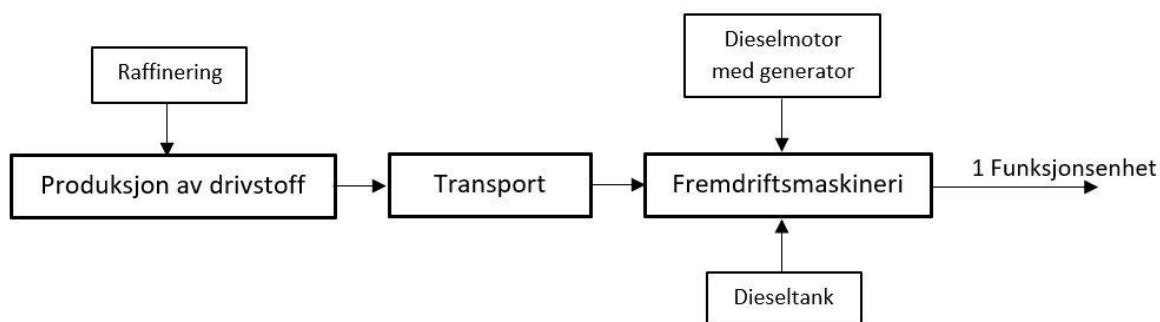 Raffinering
Dieselmotor
med generator
Produksjon av drivstoff
Transport
Fremdriftsmaskineri
1 Funksjonsenhet
Dieseltank